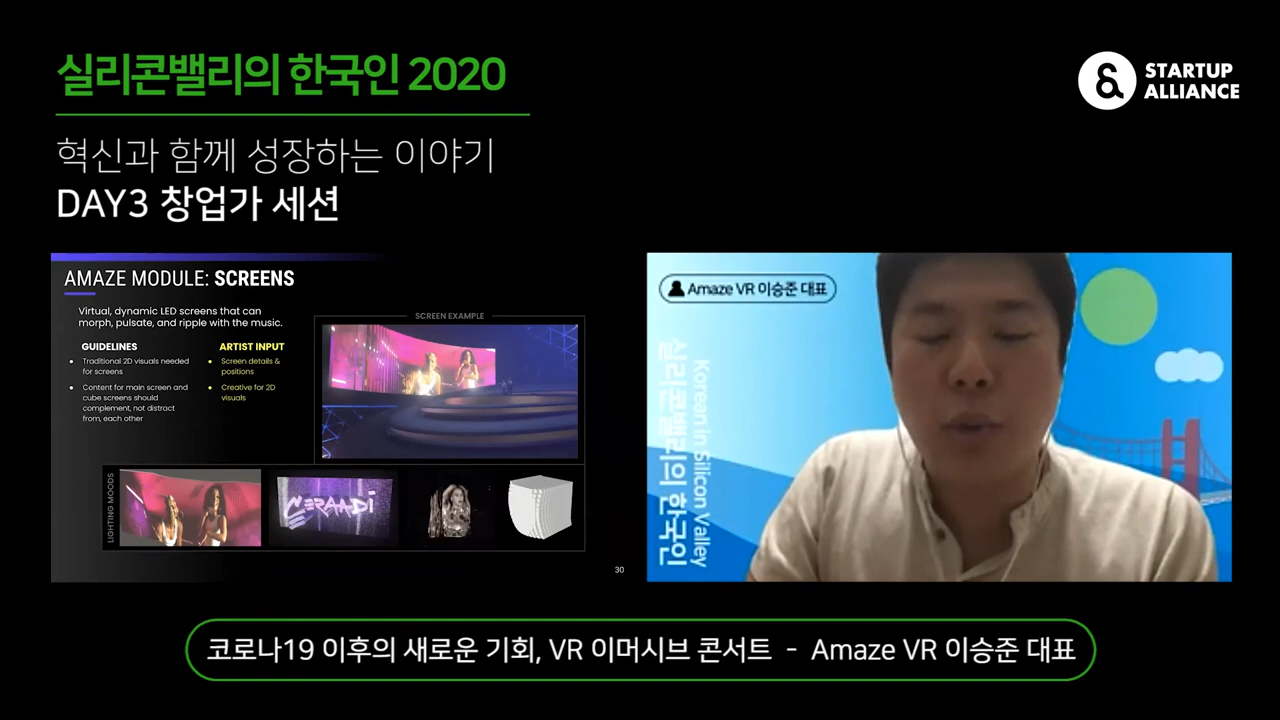 실리콘밸리의 한국인 2020
STARTUP
ALLIANCE
혁신과 함께 성장하는 이야기
DAY3 창업가 세션
AMAZE MODULE: SCREENS
Virtual, dynamic LED screens that can
morph, pulsate, and ripple with the music.
GUIDELINES
• Traditional 2D visuals needed
for screens
• Content for main screen and
cube screens should
complement, not distract
from, each other
ARTIST INPUT
• Screen details &
positions
• Creative for 2D
visuals
SCREEN EXAMPLE
LIGHTING MOODS
CERAADI
30
Amaze VR 이승준 대표
Korean in Silicon Valley
실리콘밸리의 한국인
코로나19 이후의 새로운 기회, VR 이머시브 콘서트 - Amaze VR 이승준 대표